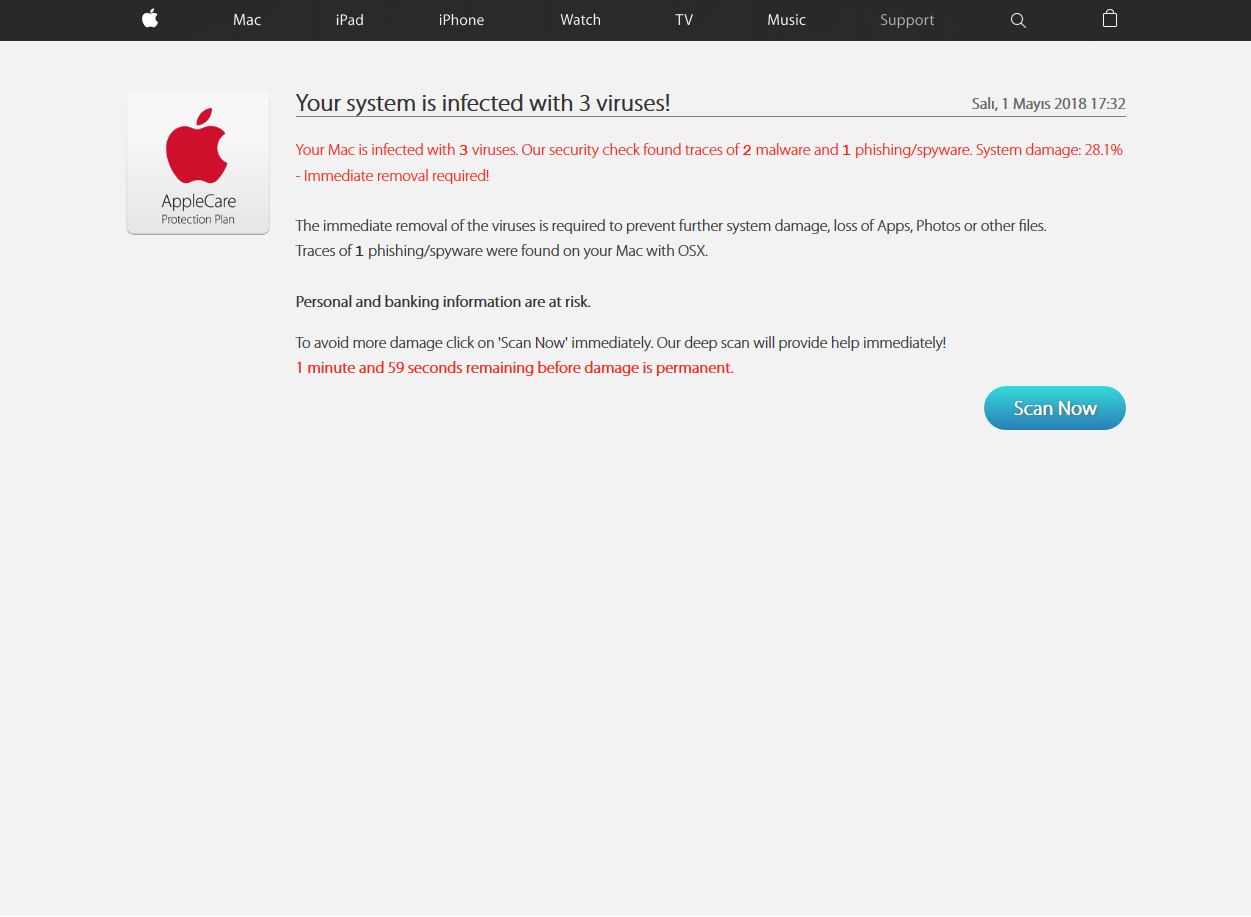 Mac iPad iPhone Watch TV Music Support
Your system is infected with 3 viruses!
Salı, 1 Mayıs 2018 17:32
AppleCare
Protection Plan
Your Mac is infected with 3 viruses. Our security check found traces of 2 malware and 1 phishing/spyware. System damage: 28.1%
- Immediate removal required!
The immediate removal of the viruses is required to prevent further system damage, loss of Apps, Photos or other files.
Traces of 1 phishing/spyware were found on your Mac with OSX.
Personal and banking information are at risk.
To avoid more damage click on 'Scan Now' immediately. Our deep scan will provide help immediately!
1 minute and 59 seconds remaining before damage is permanent.
Scan Now